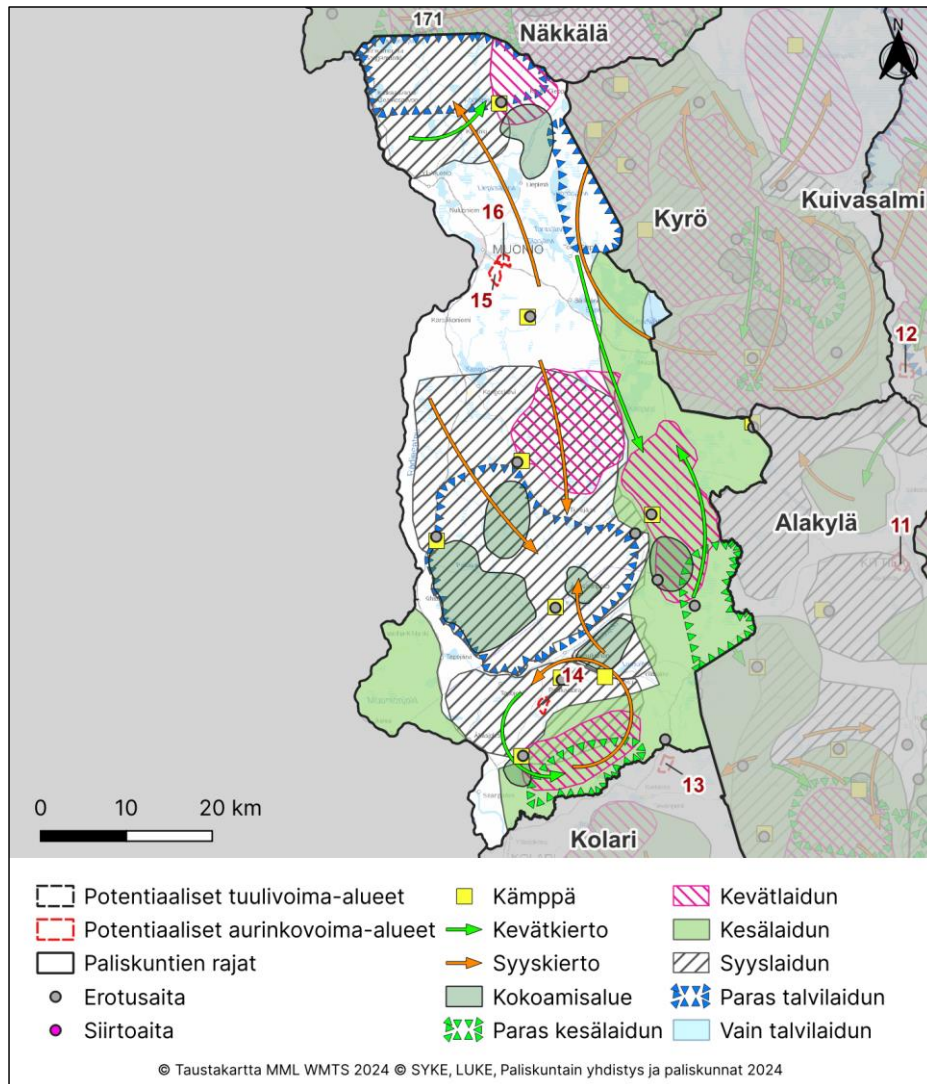 171
Näkkälä
N
Kyrö
Kuivasalmi
16
MUONIO
15
12
Alakylä
11
14
13
Kolari
0 10 20 km
Potentiaaliset tuulivoima-alueet
Potentiaaliset aurinkovoima-alueet
Paliskuntien rajat
Erotusaita
Siirtoaita
Kämppä
Kevätkierto
Syyskierto
Kokoamisalue
Paras kesälaidun
Kevätlaidun
Kesälaidun
Syyslaidun
Paras talvilaidun
Vain talvilaidun
© Taustakartta MML WMTS 2024 © SYKE, LUKE, Paliskuntain yhdistys ja paliskunnat 2024